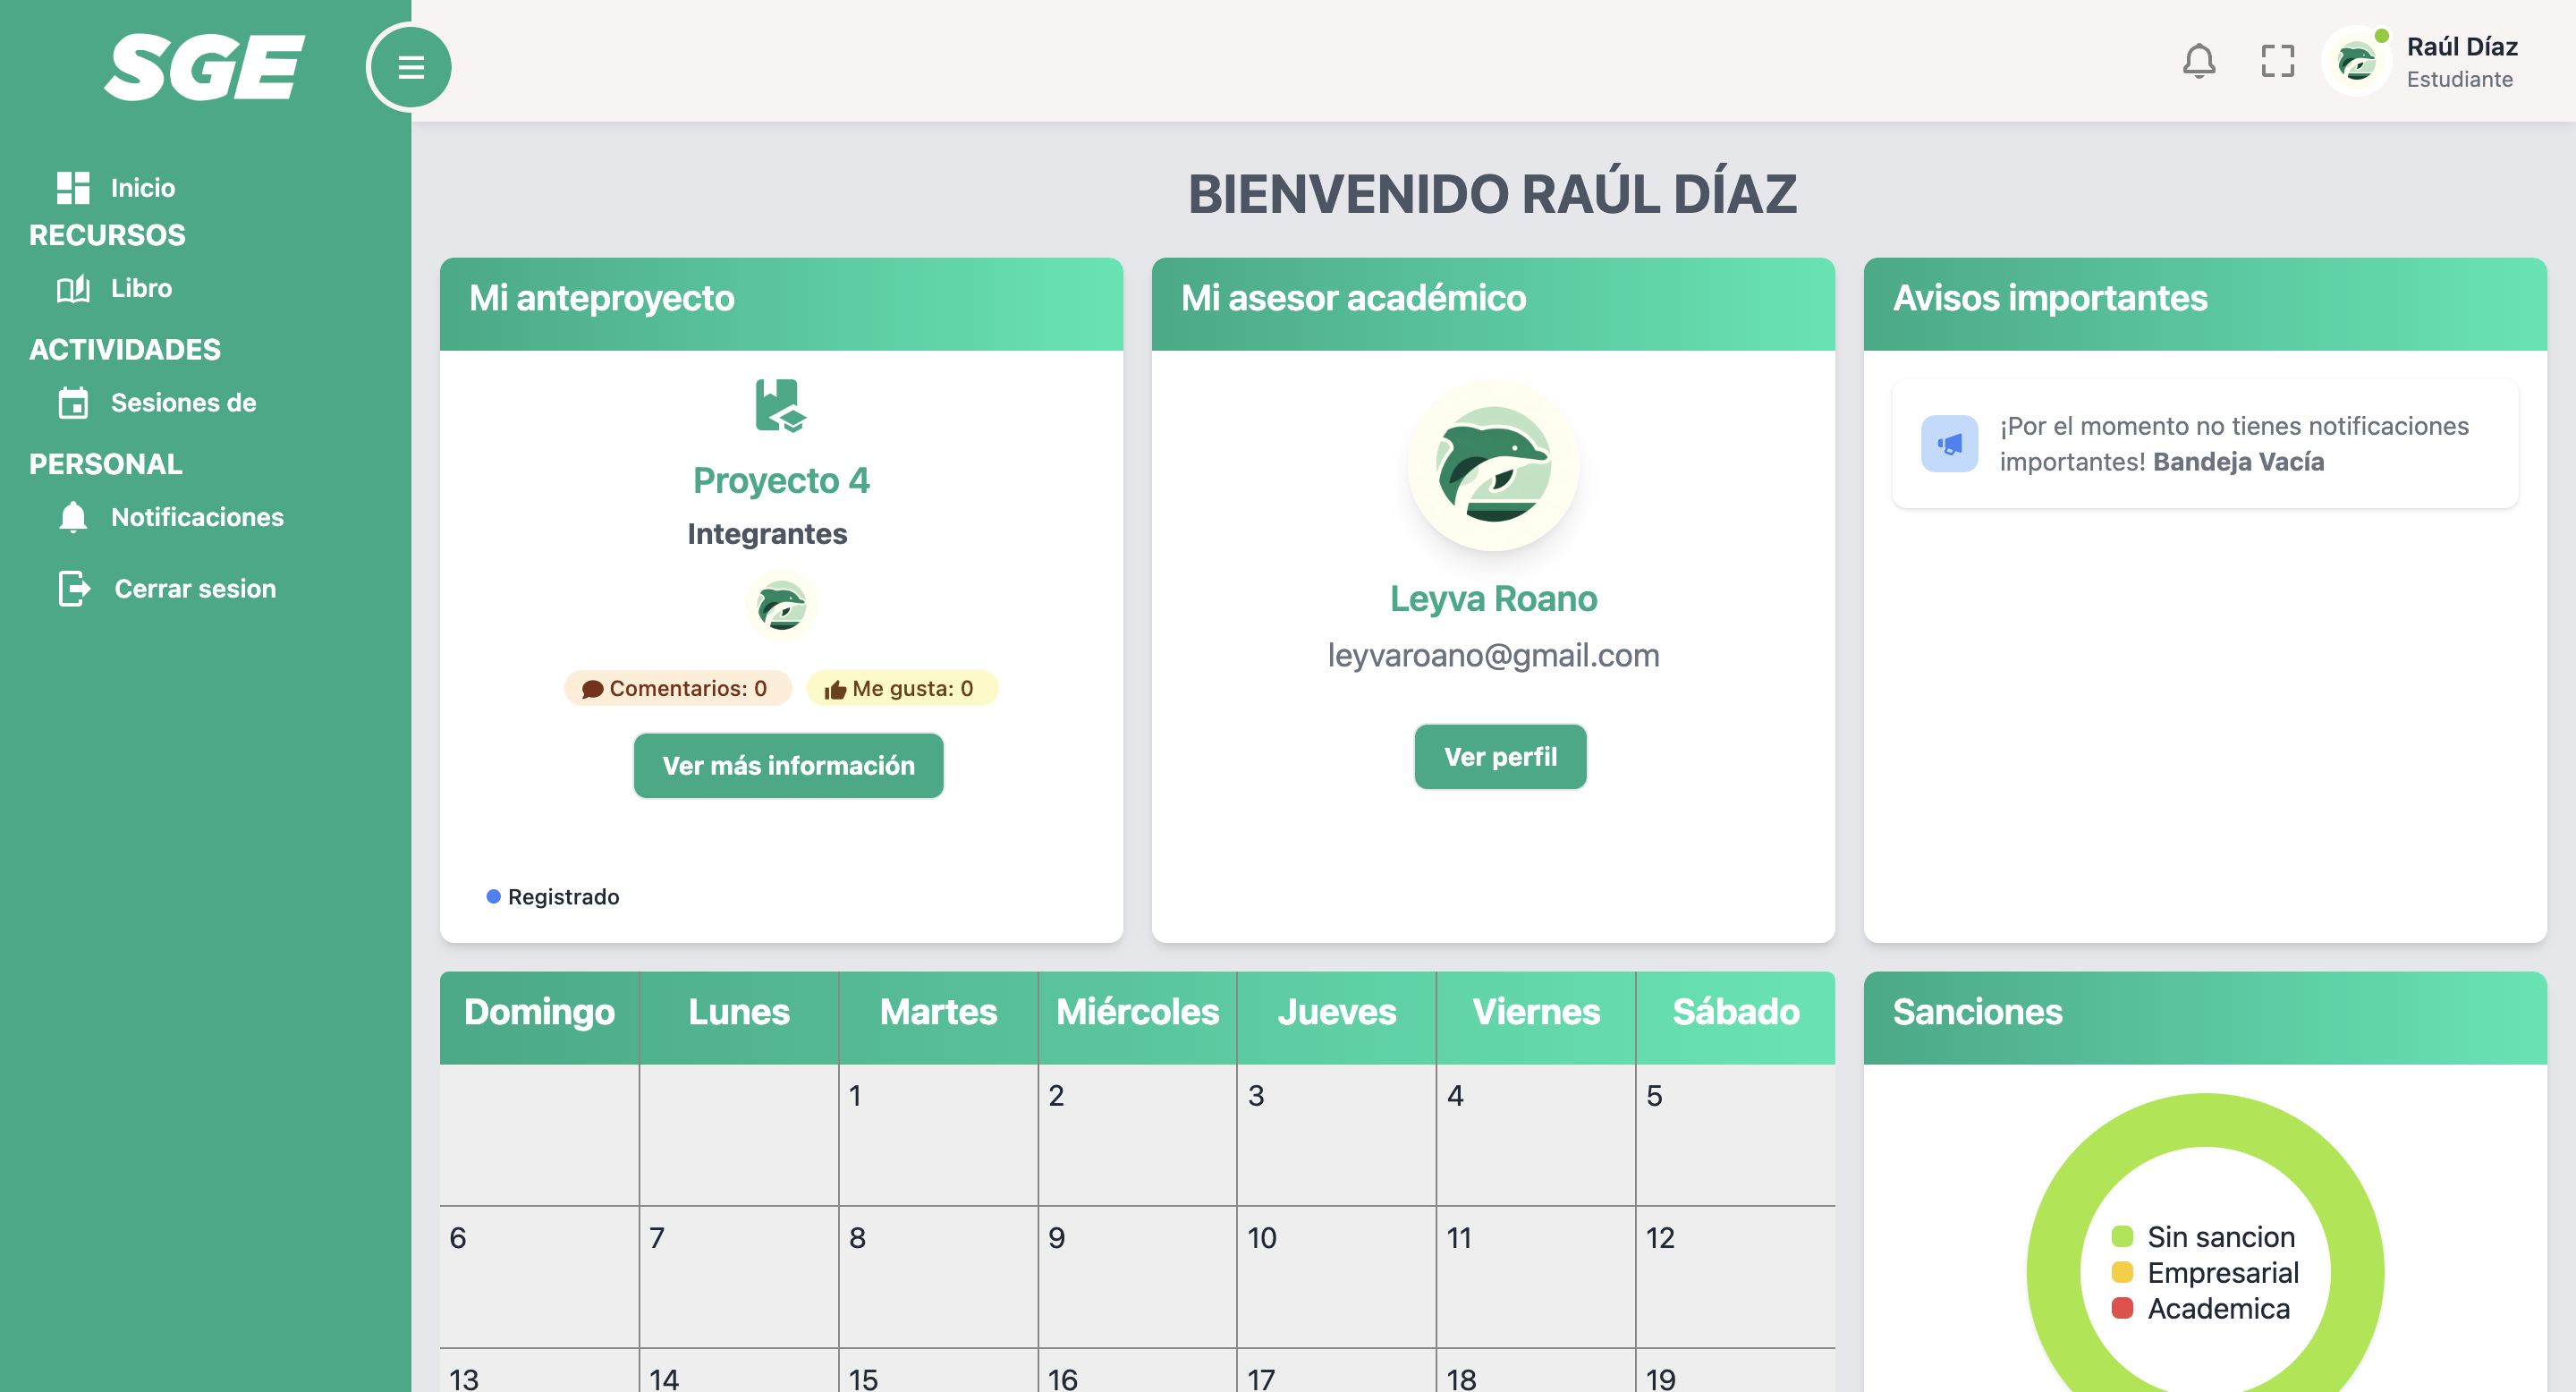 SGE
Inicio
RECURSOS
Libro
ACTIVIDADES
Sesiones de
PERSONAL
Notificaciones
Cerrar sesion
Raúl Díaz
Estudiante
BIENVENIDO RAÚL DÍAZ
Mi anteproyecto
Proyecto 4
Integrantes
Comentarios: 0
Me gusta: 0
Ver más información
Registrado
Mi asesor académico
Leyva Roano
leyvaroano@gmail.com
Ver perfil
Avisos importantes
¡Por el momento no tienes notificaciones
importantes! Bandeja Vacía
Domingo Lunes Martes Miércoles Jueves Viernes Sábado
1 2 3 4 5
6 7 8 9 10 11 12
13 14 15 16 17 18 19
Sanciones
Sin sancion
Empresarial
Academica